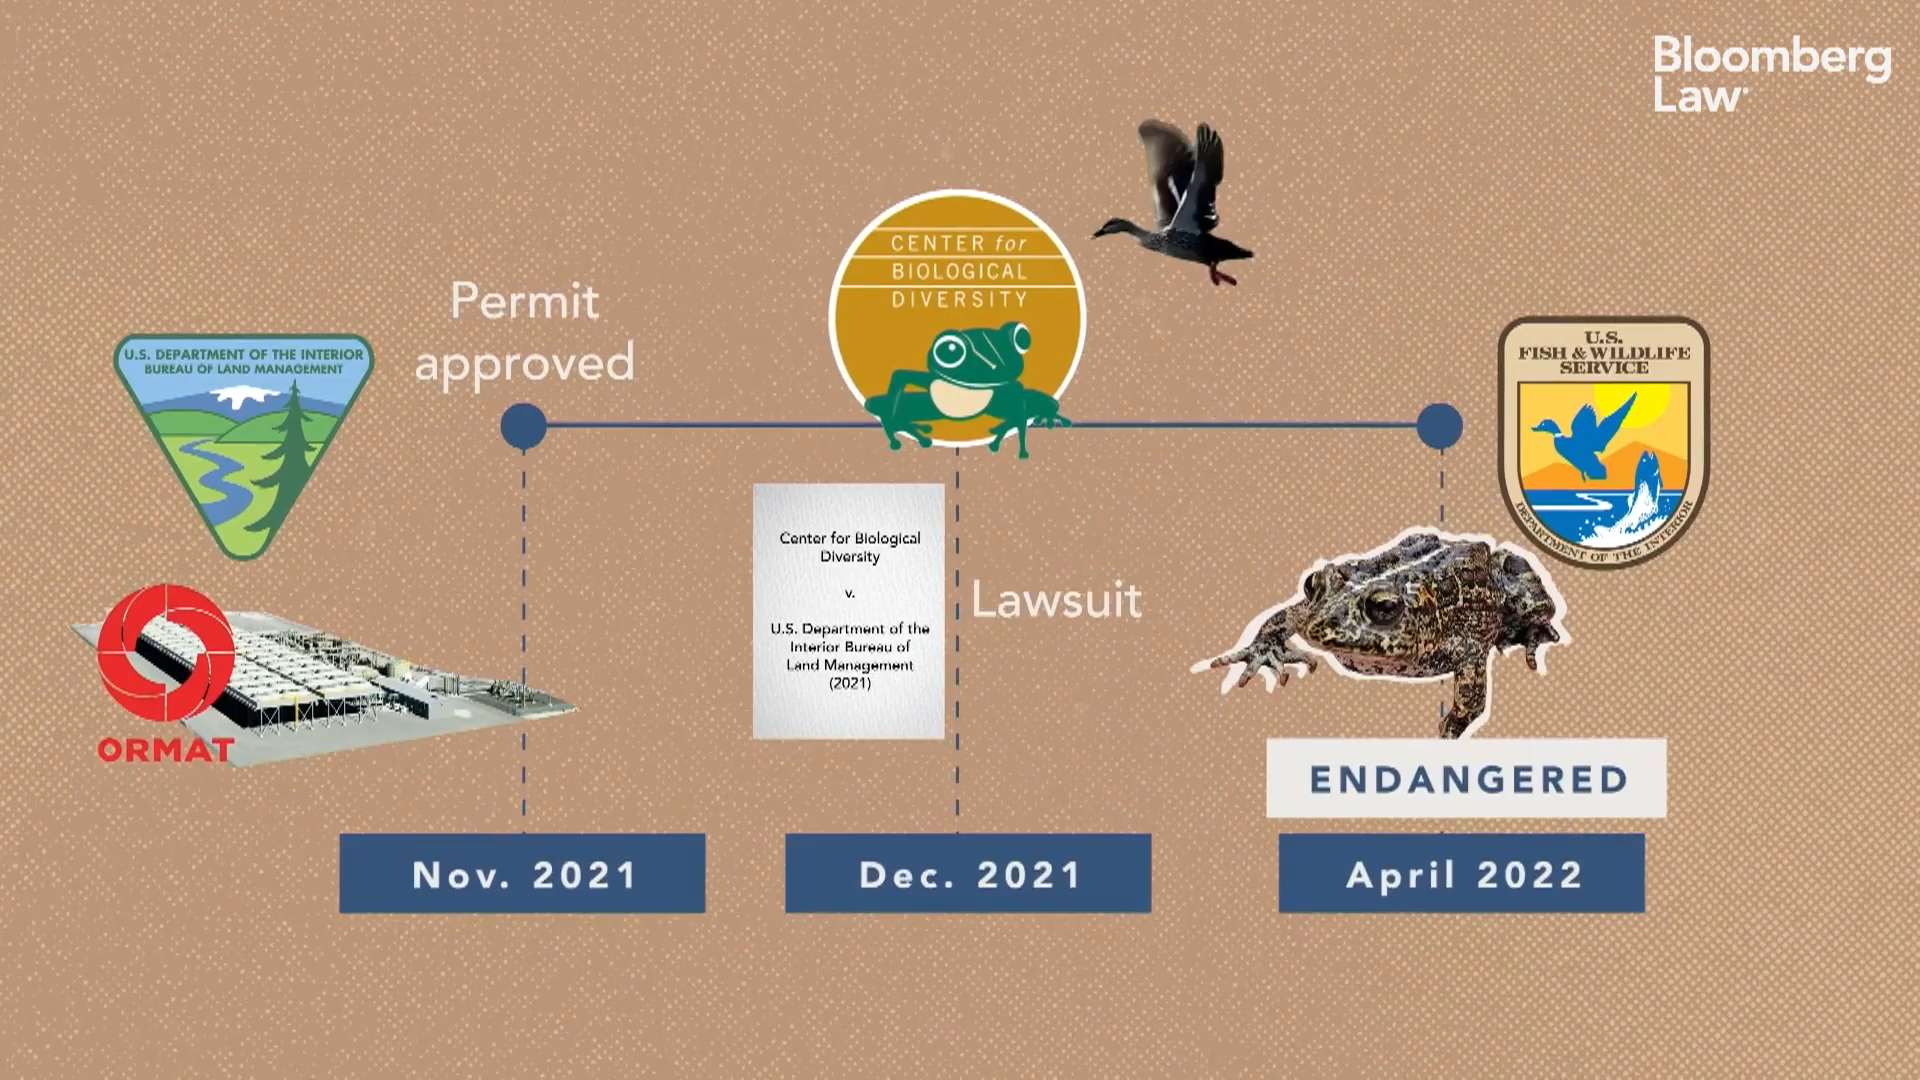 Bloomberg
Law
Permit
approved
U.S. DEPARTMENT OF THE INTERIOR
BUREAU OF LAND MANAGEMENT
ORMAT
CENTER for
BIOLOGICAL
DIVERSITY
Center for Biological
Diversity
v.
U.S. Department of the
Interior Bureau of
Land Management
(2021)
Lawsuit
U.S.
FISH & WILDLIFE
SERVICE
DEPARTMENT OF THE INTERIOR
ENDANGERED
Nov. 2021
Dec. 2021
April 2022